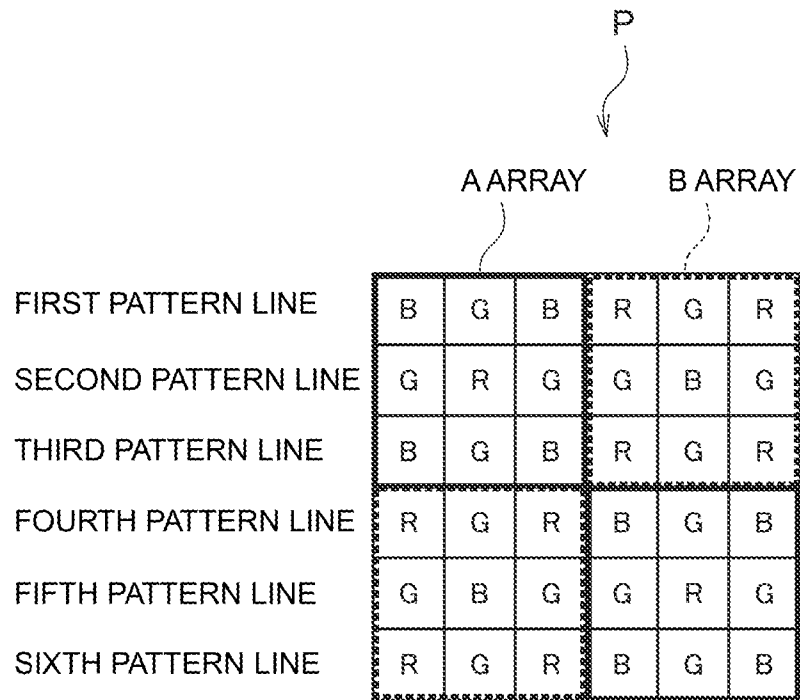 P
A ARRAY B ARRAY
FIRST PATTERN LINE B G B R G R
SECOND PATTERN LINE G R G G B G
THIRD PATTERN LINE B G B R G R
FOURTH PATTERN LINE R G R B G B
FIFTH PATTERN LINE G B G G R G
SIXTH PATTERN LINE R G R B G B